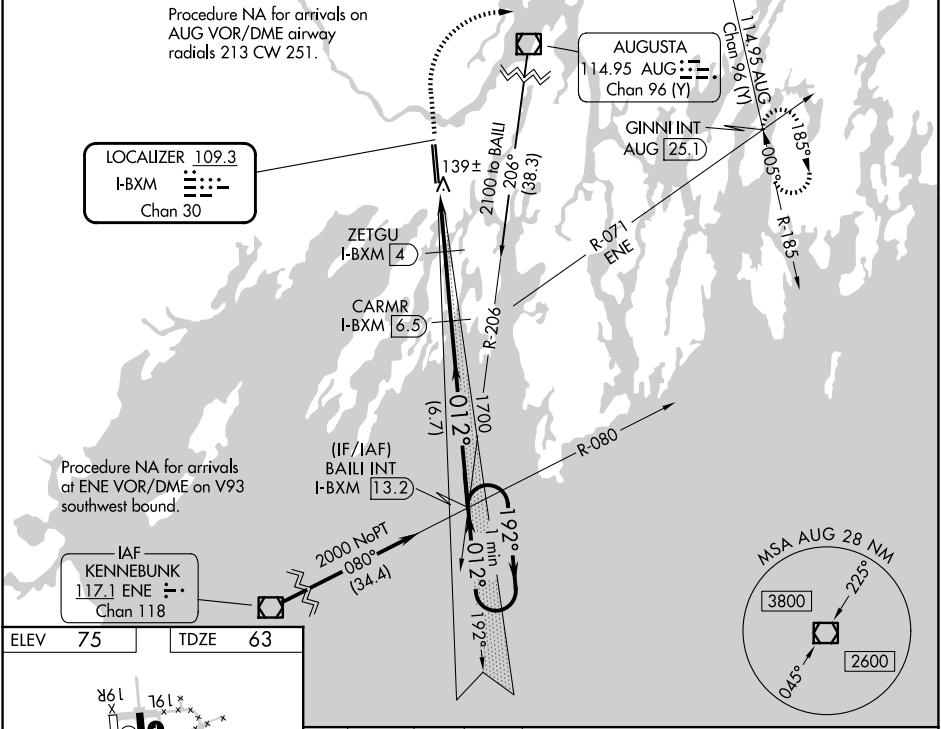 Procedure NA for arrivals on
AUG VOR/DME airway
radials 213 CW 251.
AUGUSTA
114.95 AUG
Chan 96 (Y)
114.95 AUG
Chan 96 (Y)
GINNI INT
AUG 25.1
185°
005°
R-185
LOCALIZER 109.3
I-BXM
Chan 30
139±
2100 to BAILI
206°
(38.3)
ZETGU
I-BXM 4
R-071
ENE
CARMR
I-BXM 6.5
R-206
012°
(6.7)
1700
R-080
(IF/IAF)
BAILI INT
I-BXM 13.2
Procedure NA for arrivals
at ENE VOR/DME on V93
southwest bound.
192°
1 min
012°
192°
2000 NoPT
080°
(34.4)
IAF
KENNEBUNK
117.1 ENE
Chan 118
MSA AUG 28 NM
225°
3800
2600
045°
ELEV 75
TDZE 63
19R
19L